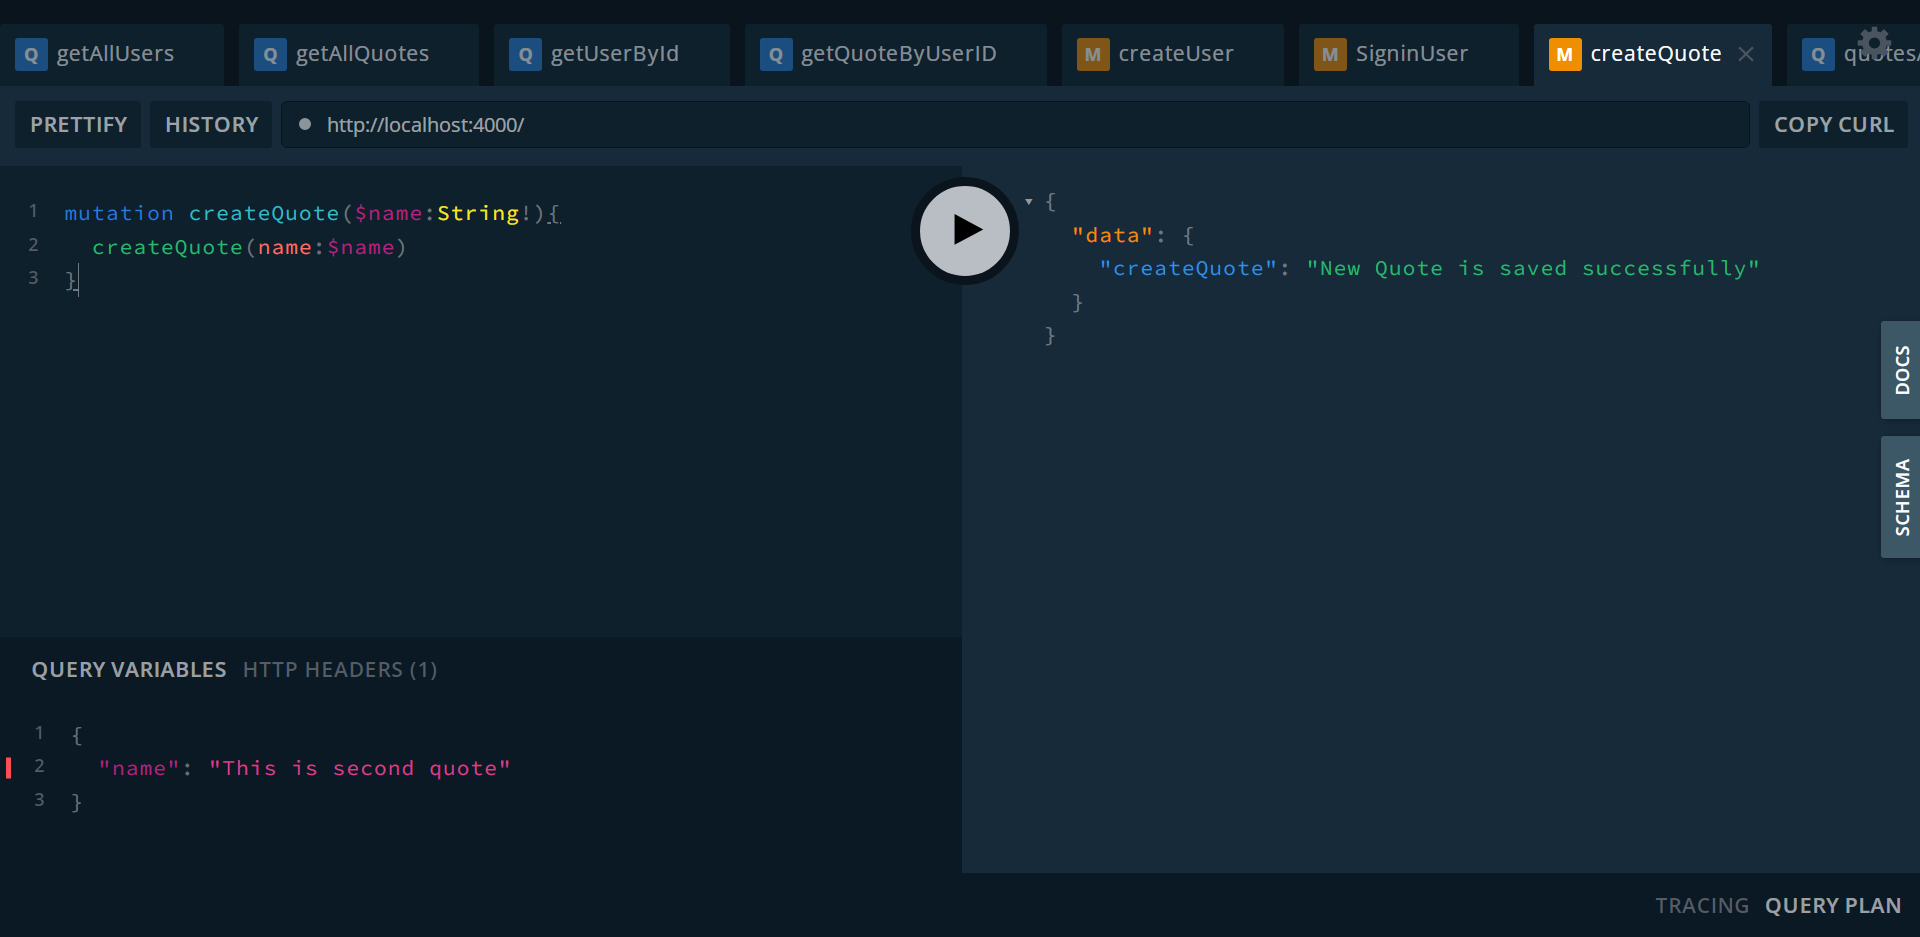 Q getAllUsers Q getAllQuotes Q getUserById Q getQuoteByUserID M createUser M SigninUser M createQuote Q quotes
PRETTIFY HISTORY http://localhost:4000/ COPY CURL
1 mutation createQuote($name:String!){
2 createQuote(name:$name)
3 }
{
"data": {
"createQuote": "New Quote is saved successfully"
}
}
DOCS
SCHEMA
QUERY VARIABLES HTTP HEADERS (1)
1 {
2 "name": "This is second quote"
3 }
TRACING QUERY PLAN